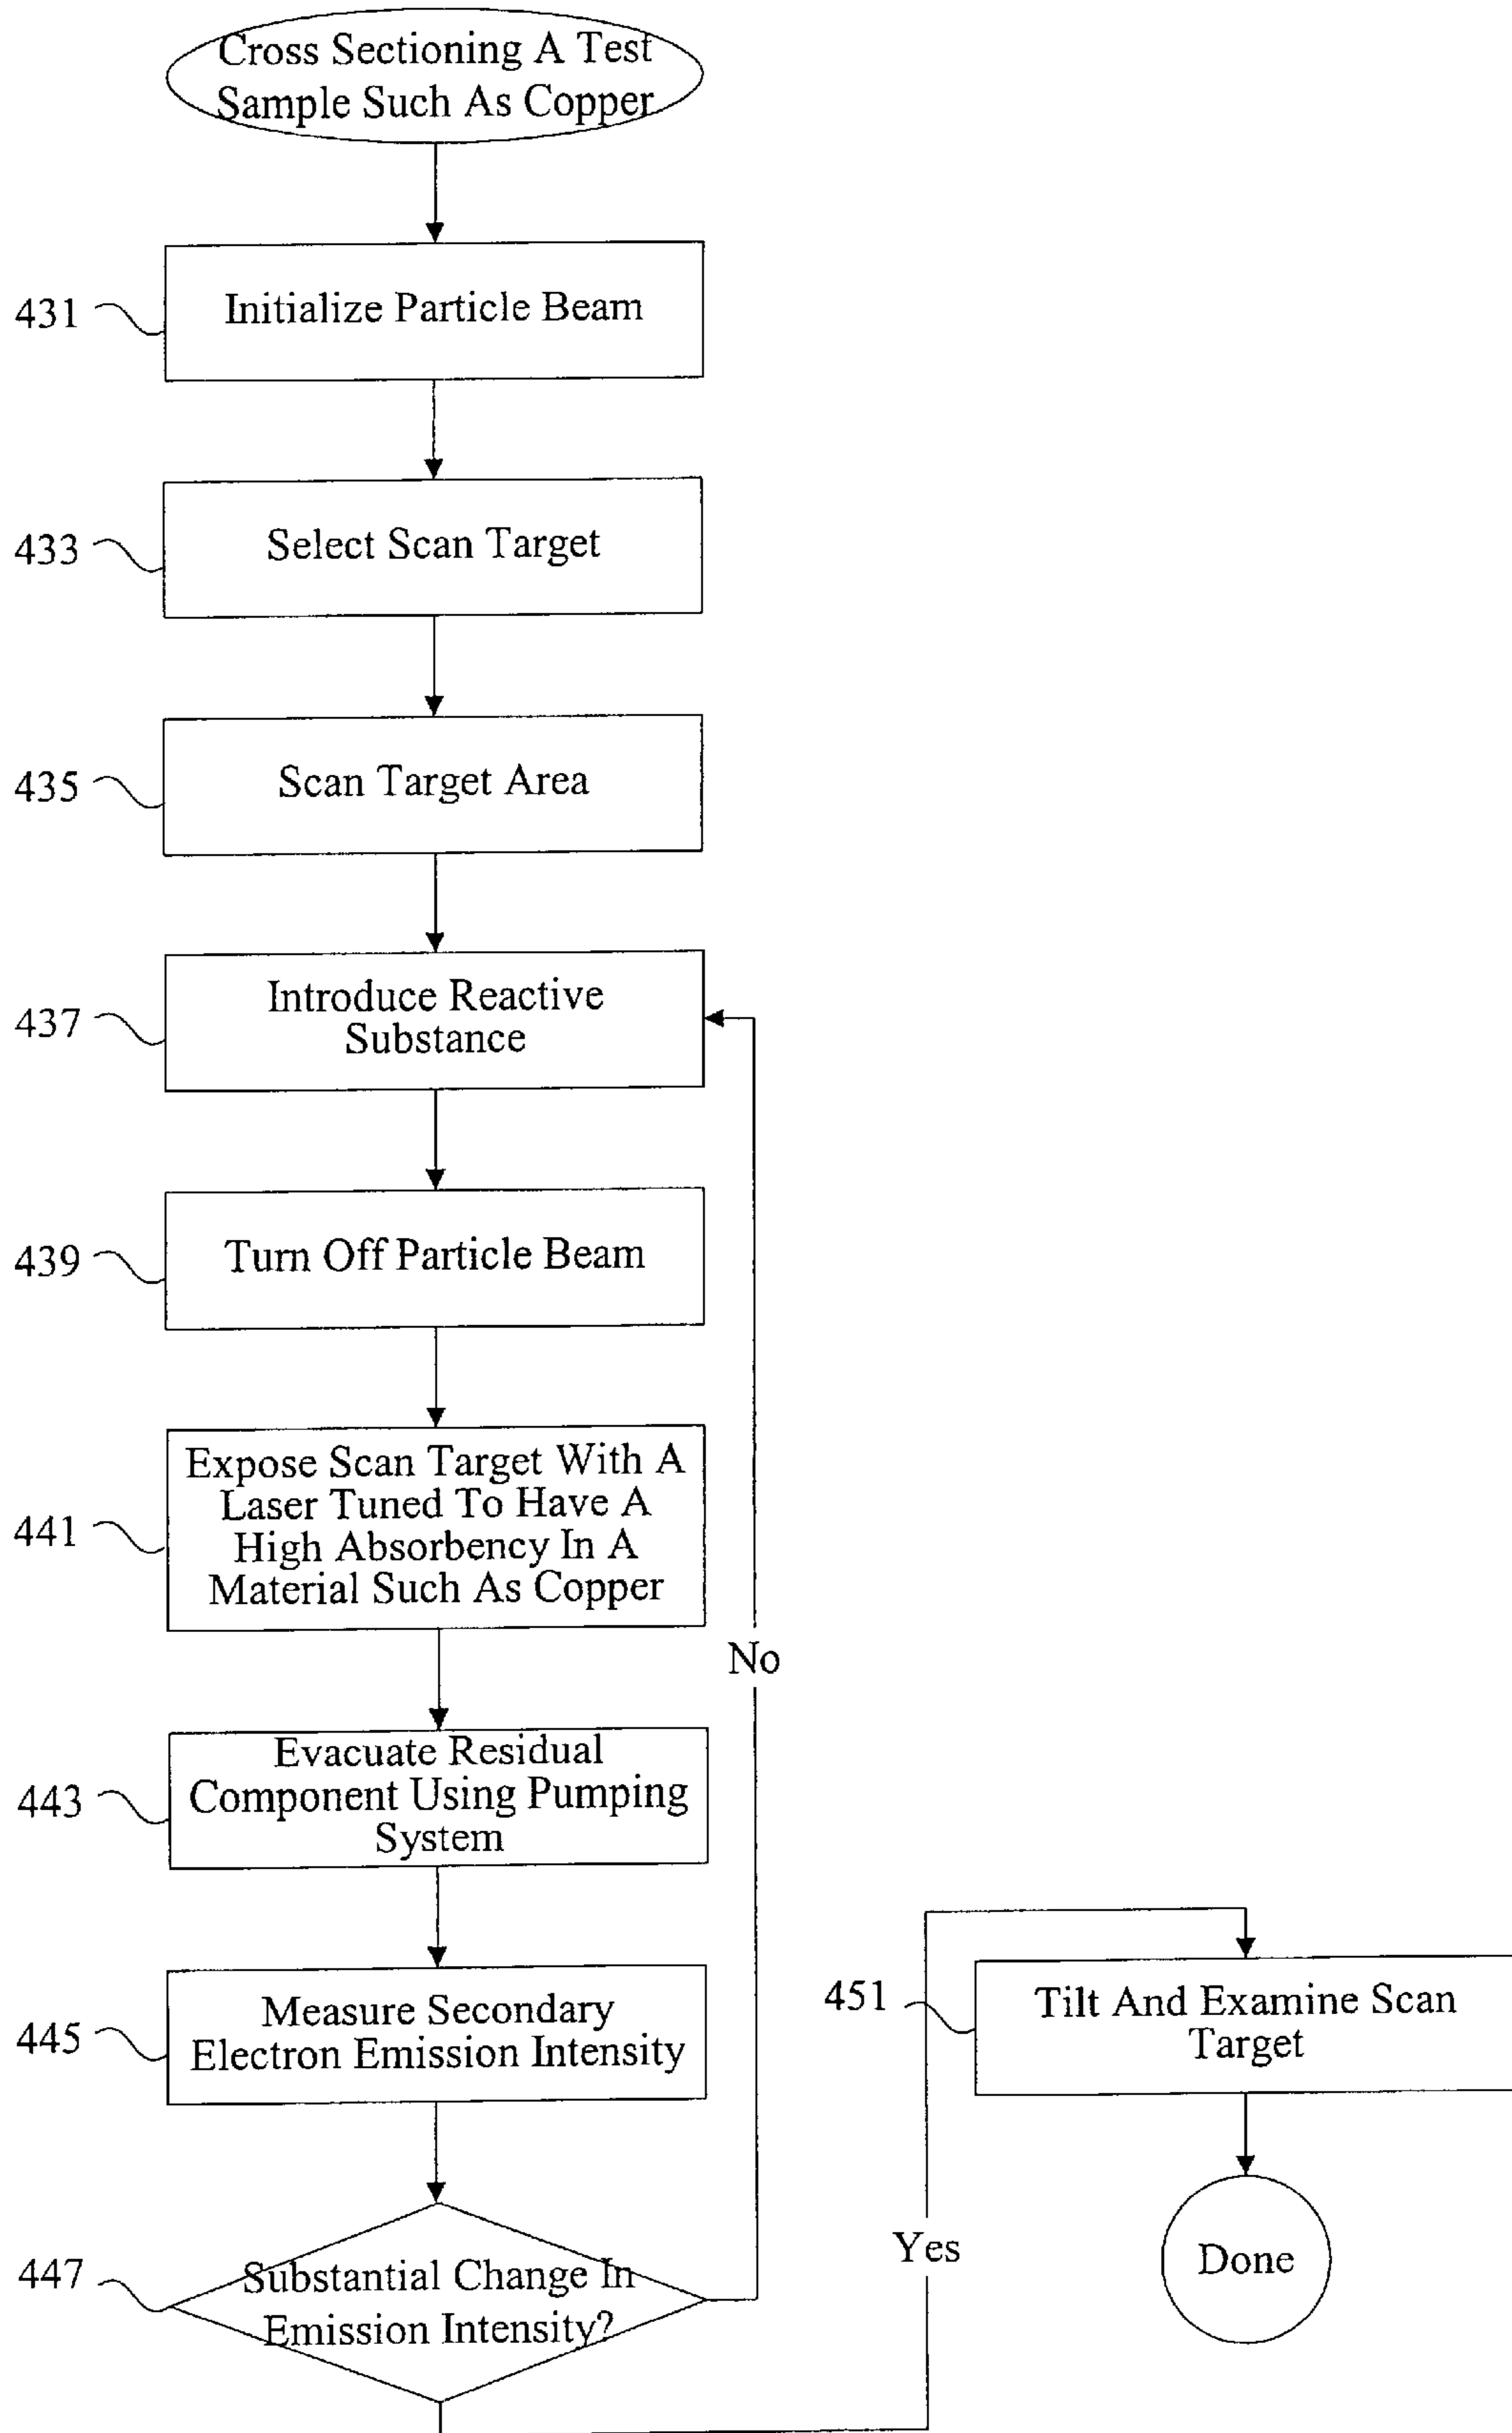 Cross Sectioning A Test
Sample Such As Copper
431
Initialize Particle Beam
433
Select Scan Target
435
Scan Target Area
437
Introduce Reactive
Substance
439
Turn Off Particle Beam
441
Expose Scan Target With A
Laser Tuned To Have A
High Absorbency In A
Material Such As Copper
No
443
Evacuate Residual
Component Using Pumping
System
445
Measure Secondary
Electron Emission Intensity
447
Substantial Change In
Emission Intensity?
Yes
451
Tilt And Examine Scan
Target
Done